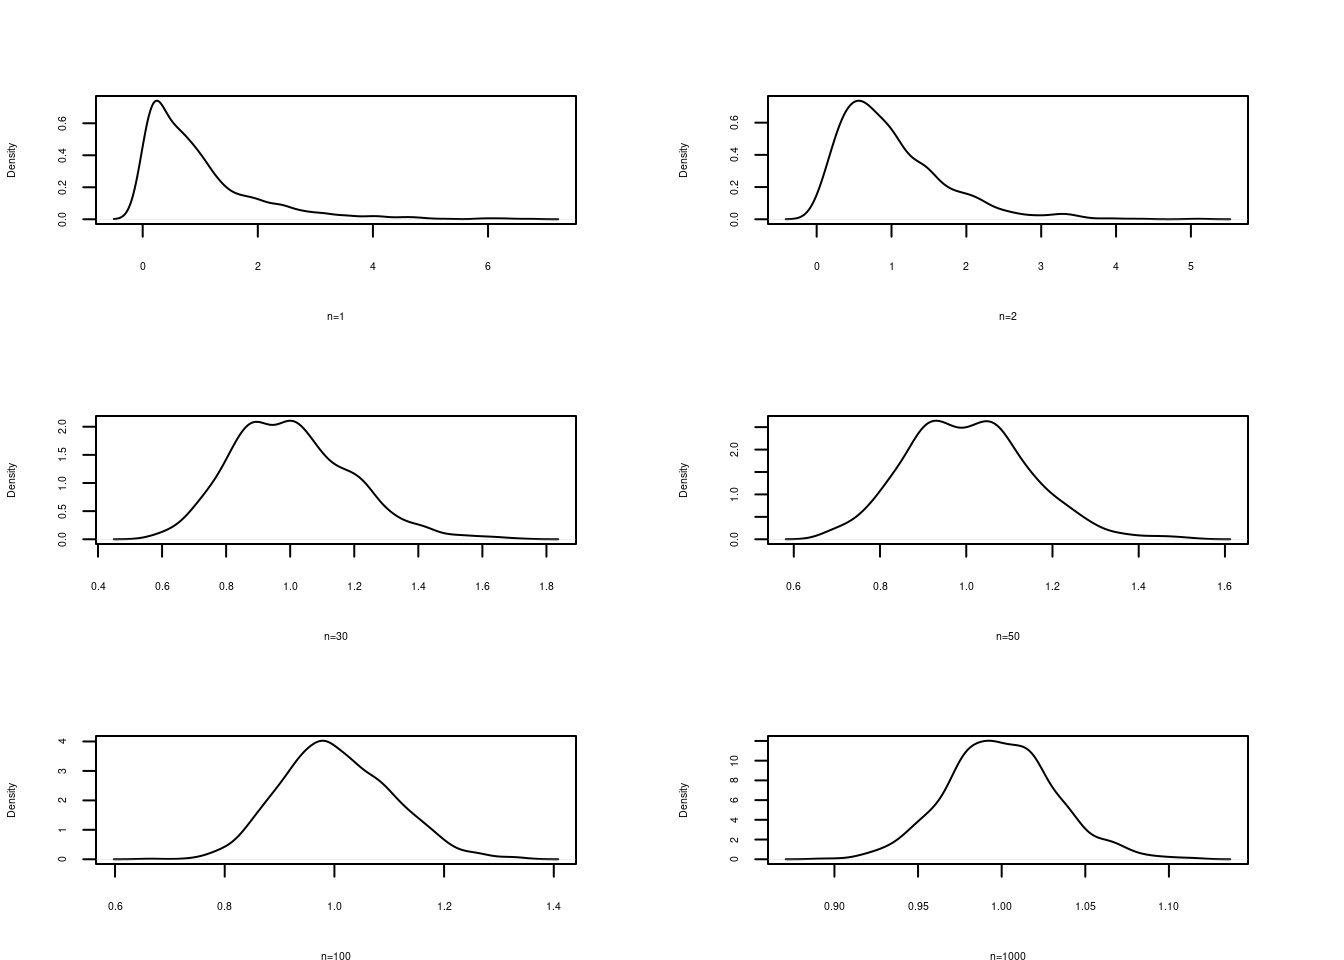 Density
0.0 0.2 0.4 0.6
0 2 4 6
n=1
Density
0.0 0.2 0.4 0.6
0 1 2 3 4 5
n=2
Density
0.0 0.5 1.0 1.5 2.0
0.4 0.6 0.8 1.0 1.2 1.4 1.6 1.8
n=30
Density
0.0 1.0 2.0
0.6 0.8 1.0 1.2 1.4 1.6
n=50
Density
0 1 2 3 4
0.6 0.8 1.0 1.2 1.4
n=100
Density
0 2 4 6 8 10
0.90 0.95 1.00 1.05 1.10
n=1000